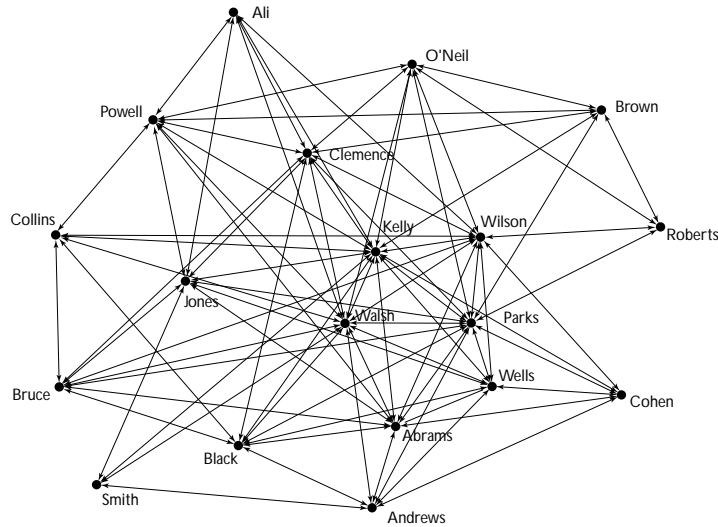 Ali
O'Neil
Powell
Brown
Clemence
Collins
Kelly
Wilson
Roberts
Jones
Walsh
Parks
Wells
Bruce
Cohen
Abrams
Black
Smith
Andrews